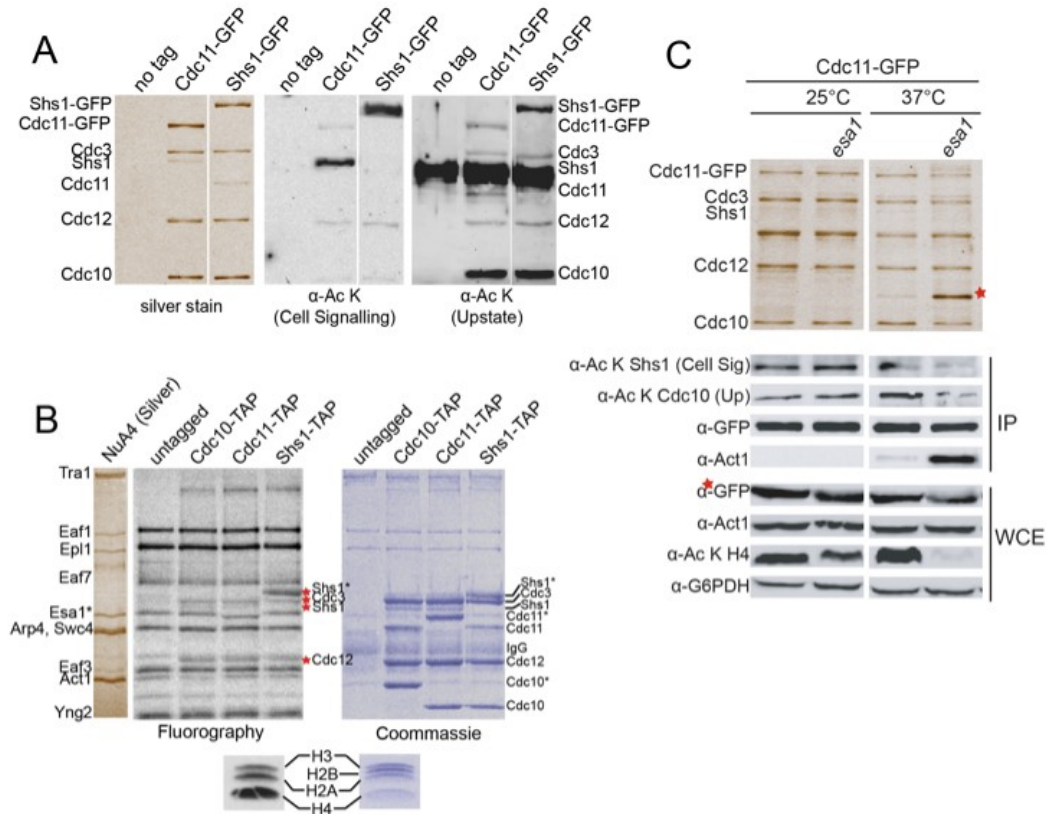 A
no tag
Cdc11-GFP
Shs1-GFP
no tag
Cdc11-GFP
Shs1-GFP
no tag
Cdc11-GFP
Shs1-GFP
Shs1-GFP
Cdc11-GFP
Cdc3
Shs1
Cdc11
Cdc12
Cdc10
Shs1-GFP
Cdc11-GFP
Cdc3
Shs1
Cdc11
Cdc12
Cdc10
silver stain
α-Ac K
(Cell Signalling)
α-Ac K
(Upstate)
B
NuA4 (Silver)
untagged
Cdc10-TAP
Cdc11-TAP
Shs1-TAP
untagged
Cdc10-TAP
Cdc11-TAP
Shs1-TAP
Tra1
Eaf1
Epl1
Eaf7
Esa1*
Arp4, Swc4
Eaf3
Act1
Yng2
Shs1*
Cdc3
Shs1
Cdc12
Shs1*
Cdc3
Shs1
Cdc11*
Cdc11
IgG
Cdc12
Cdc10*
Cdc10
Fluorography
Coommassie
H3
H2B
H2A
H4
C
Cdc11-GFP
25°C
37°C
esa1
esa1
Cdc11-GFP
Cdc3
Shs1
Cdc12
Cdc10
α-Ac K Shs1 (Cell Sig)
α-Ac K Cdc10 (Up)
α-GFP
α-Act1
IP
α-GFP
α-Act1
α-Ac K H4
α-G6PDH
WCE